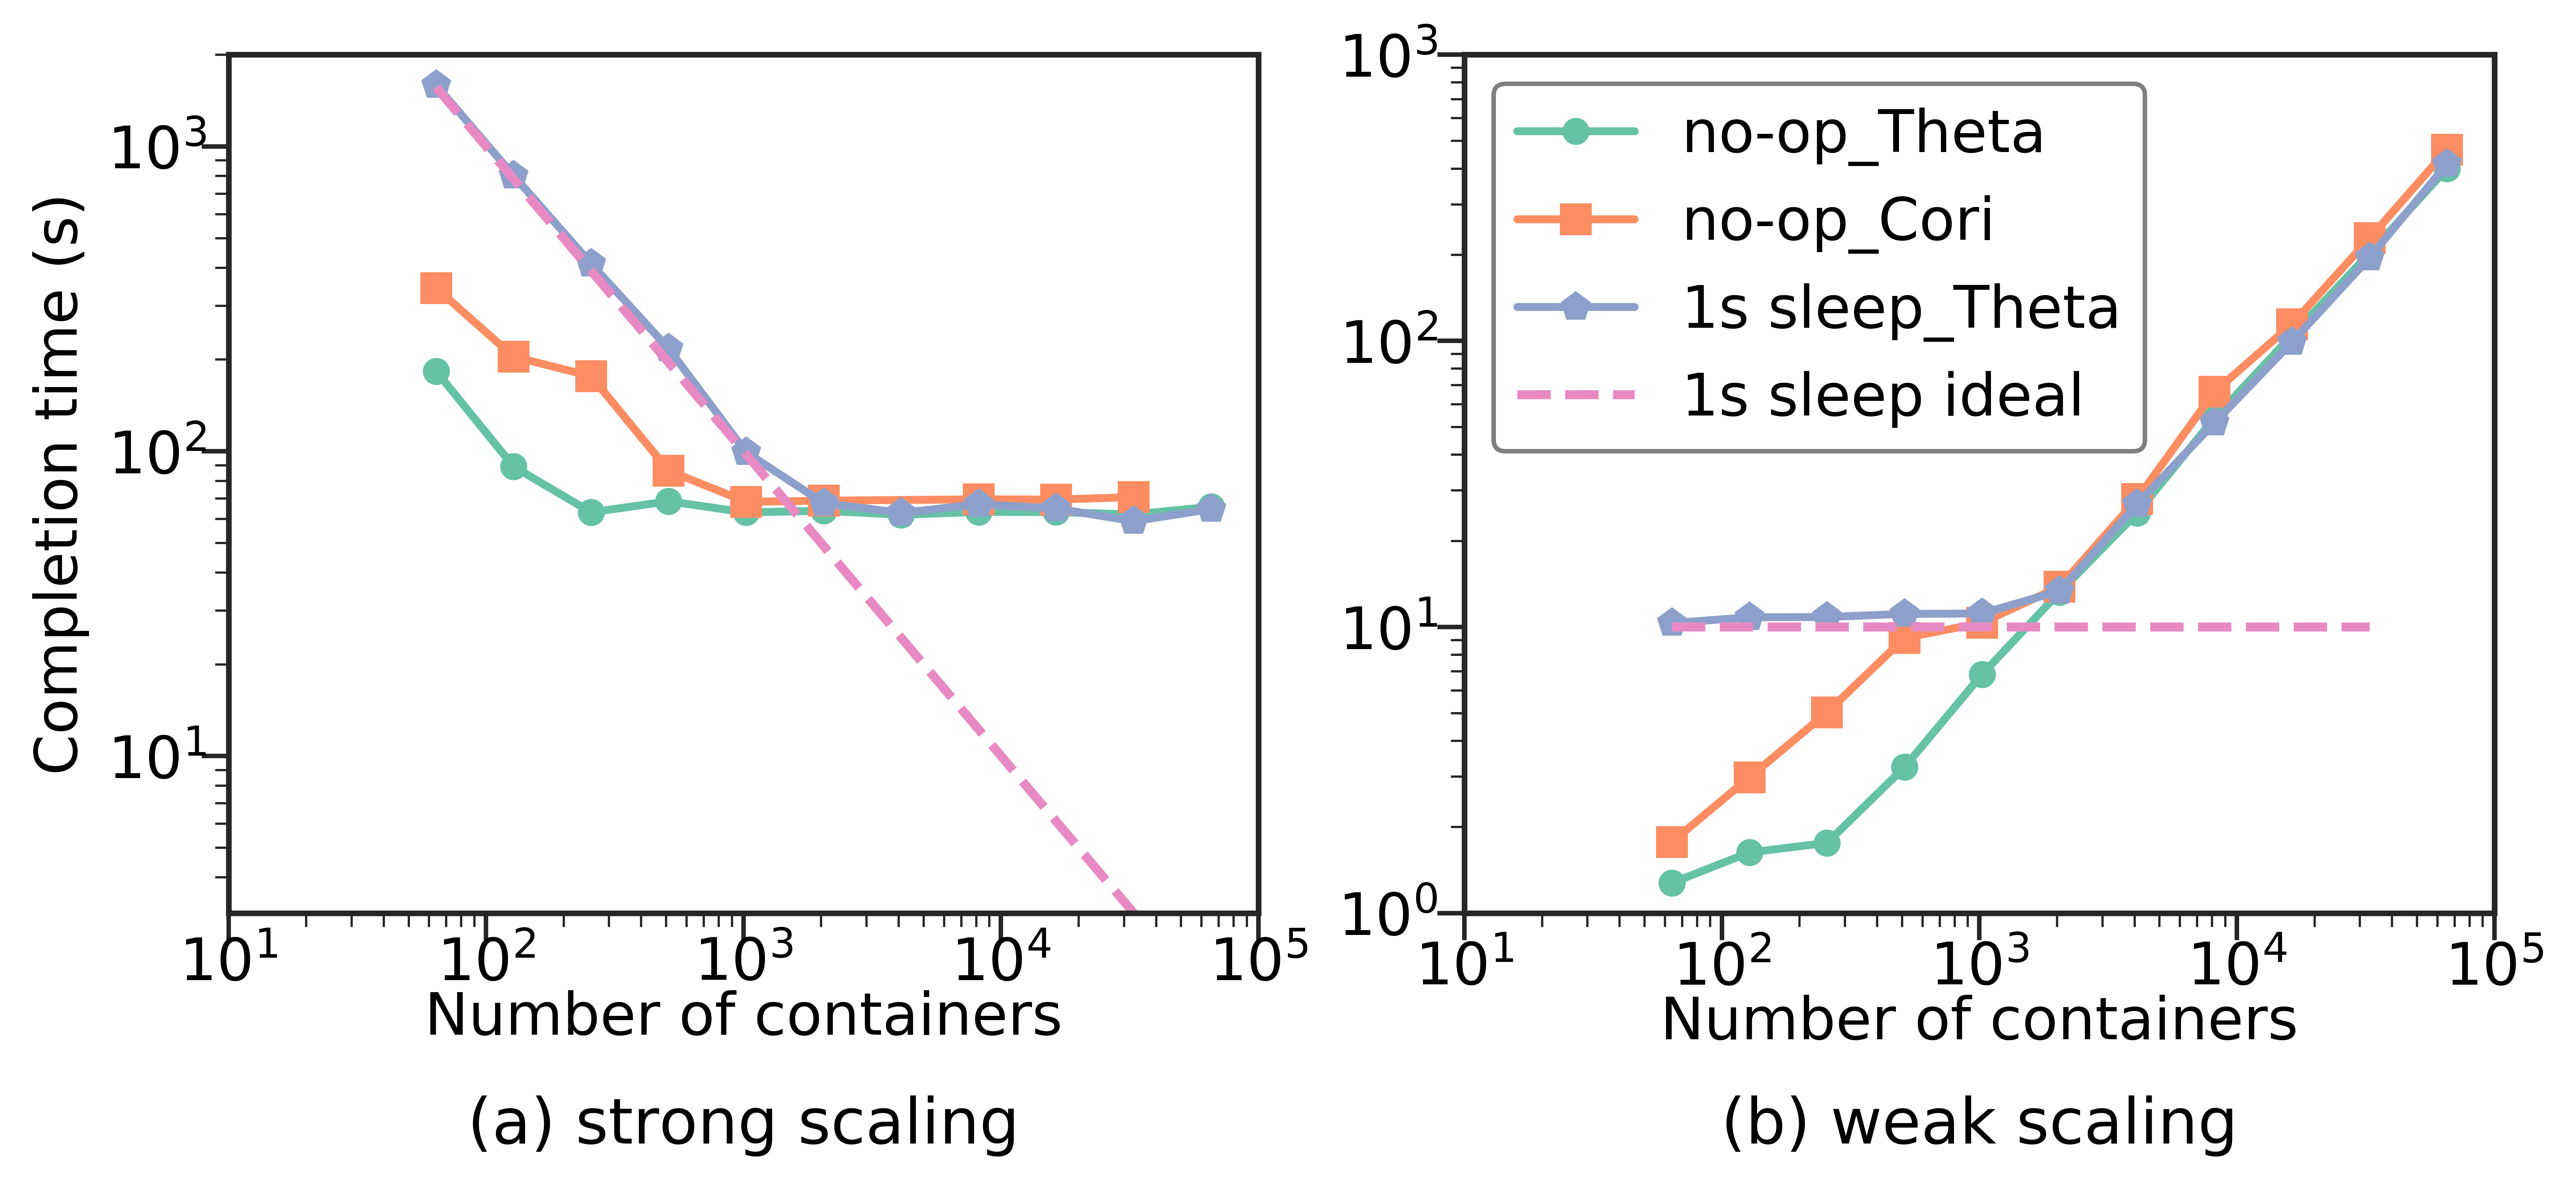 Completion time (s)
10³
10²
10¹
10¹ 10² 10³ 10⁴ 10⁵
Number of containers
(a) strong scaling
10³
10²
10¹
10⁰
no-op_Theta
no-op_Cori
1s sleep_Theta
1s sleep ideal
10¹ 10² 10³ 10⁴ 10⁵
Number of containers
(b) weak scaling